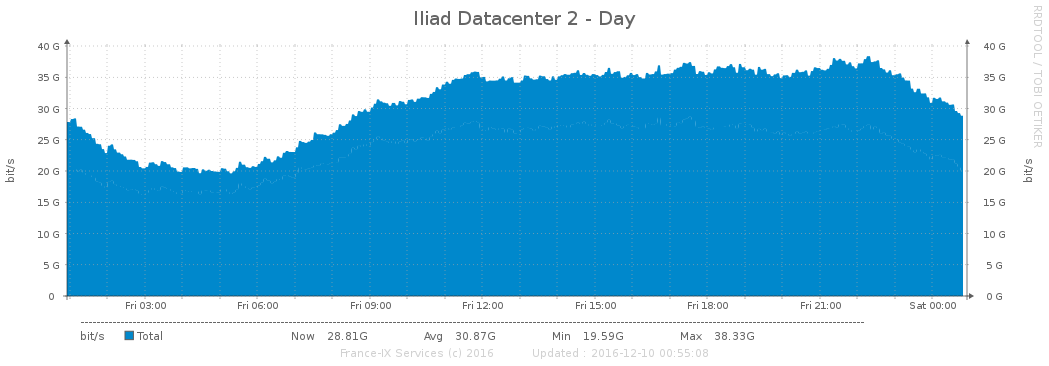 Iliad Datacenter 2 - Day
RRDTOOL / TOBI OETIKER
40 G 40 G
35 G 35 G
30 G 30 G
25 G 25 G
20 G 20 G
15 G 15 G
10 G 10 G
5 G 5 G
0 0 G
bit/s
bit/s
Fri 03:00 Fri 06:00 Fri 09:00 Fri 12:00 Fri 15:00 Fri 18:00 Fri 21:00 Sat 00:00
bit/s Total Now 28.81G Avg 30.87G Min 19.59G Max 38.33G
France-IX Services (c) 2016 Updated : 2016-12-10 00:55:08